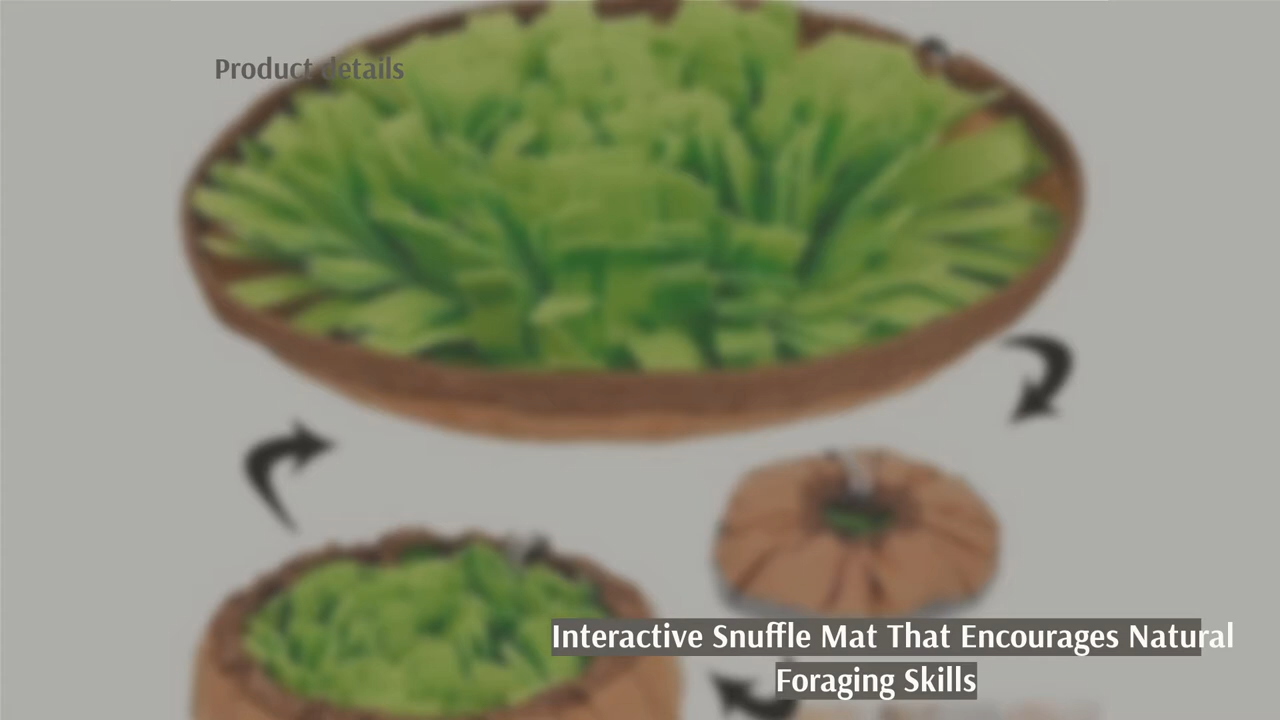 Product details
Interactive Snuffle Mat That Encourages Natural
Foraging Skills